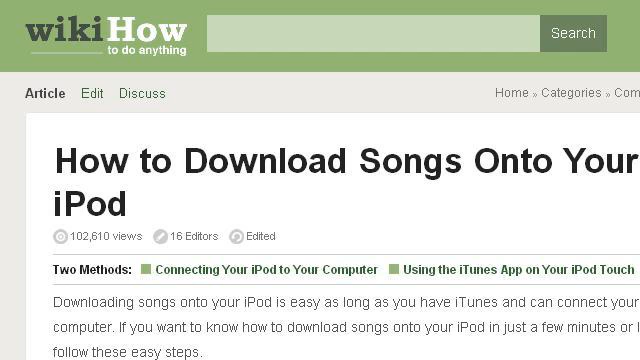 wikiHow
to do anything
Search
Article Edit Discuss
Home » Categories » Com
How to Download Songs Onto Your
iPod
102,610 views 16 Editors Edited
Two Methods: Connecting Your iPod to Your Computer Using the iTunes App on Your iPod Touch
Downloading songs onto your iPod is easy as long as you have iTunes and can connect your
computer. If you want to know how to download songs onto your iPod in just a few minutes or
follow these easy steps.